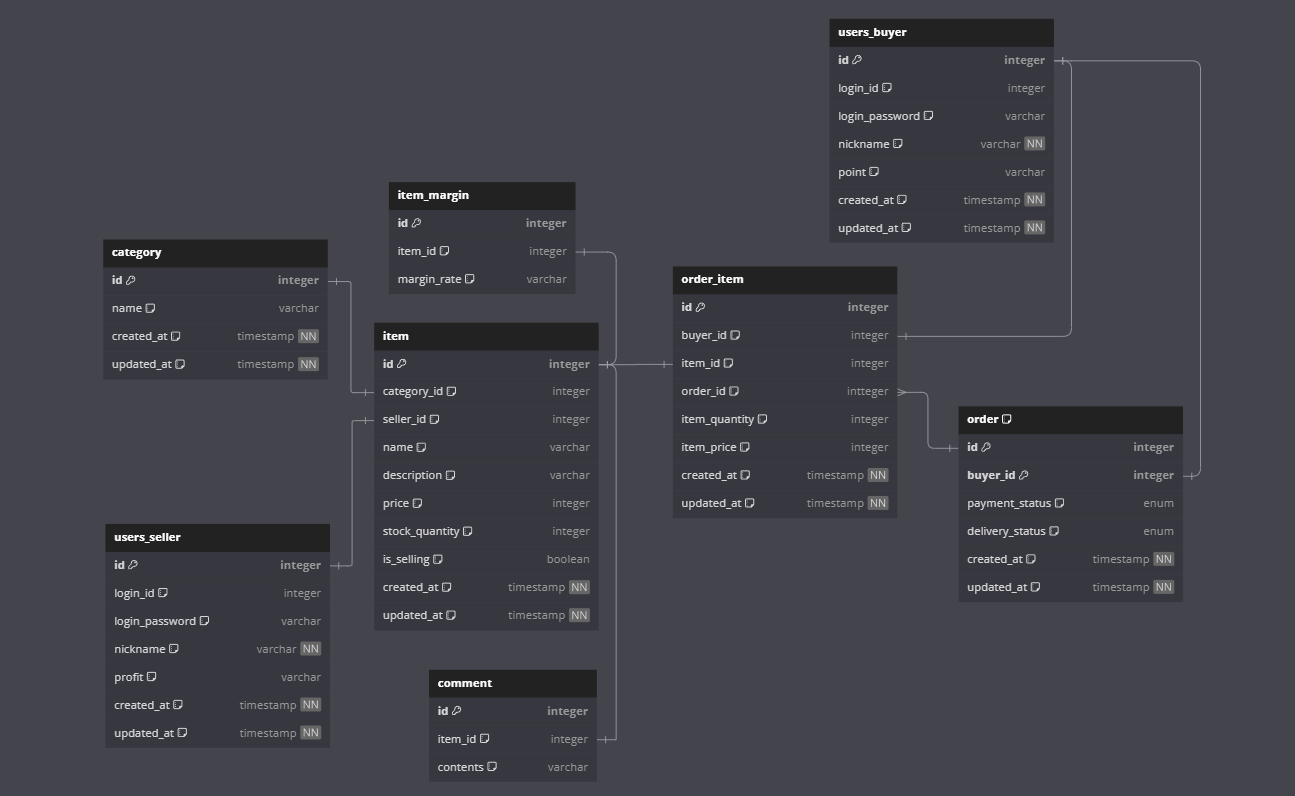 users_buyer
id integer
login_id integer
login_password varchar
nickname varchar NN
point varchar
created_at timestamp NN
updated_at timestamp NN
item_margin
id integer
item_id integer
margin_rate varchar
category
id integer
name varchar
created_at timestamp NN
updated_at timestamp NN
order_item
id integer
buyer_id integer
item_id integer
order_id intteger
item_quantity integer
item_price integer
created_at timestamp NN
updated_at timestamp NN
item
id integer
category_id integer
seller_id integer
name varchar
description varchar
price integer
stock_quantity integer
is_selling boolean
created_at timestamp NN
updated_at timestamp NN
order
id integer
buyer_id integer
payment_status enum
delivery_status enum
created_at timestamp NN
updated_at timestamp NN
users_seller
id integer
login_id integer
login_password varchar
nickname varchar NN
profit varchar
created_at timestamp NN
updated_at timestamp NN
comment
id integer
item_id integer
contents varchar